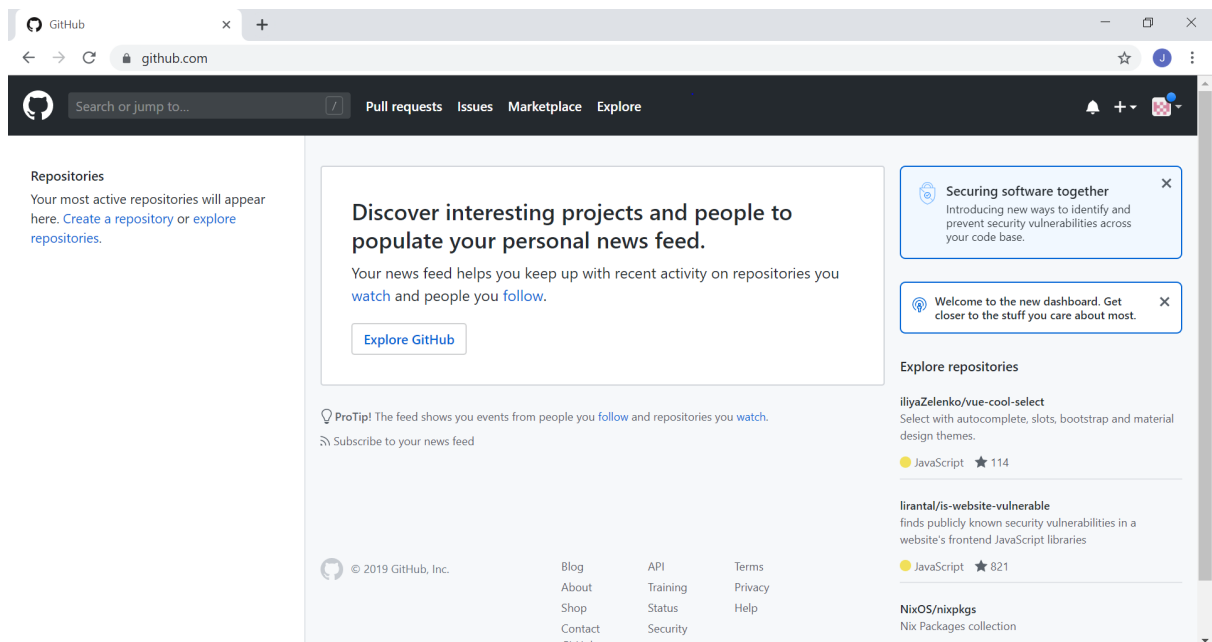 GitHub
github.com
J
Search or jump to...
/
Pull requests Issues Marketplace Explore
Repositories
Your most active repositories will appear
here. Create a repository or explore
repositories.
Discover interesting projects and people to
populate your personal news feed.
Your news feed helps you keep up with recent activity on repositories you
watch and people you follow.
Explore GitHub
ProTip! The feed shows you events from people you follow and repositories you watch.
Subscribe to your news feed
Securing software together
Introducing new ways to identify and
prevent security vulnerabilities across
your code base.
Welcome to the new dashboard. Get
closer to the stuff you care about most.
Explore repositories
iliyaZelenko/vue-cool-select
Select with autocomplete, slots, bootstrap and material
design themes.
JavaScript 114
lirantal/is-website-vulnerable
finds publicly known security vulnerabilities in a
website's frontend JavaScript libraries
JavaScript 821
NixOS/nixpkgs
Nix Packages collection
© 2019 GitHub, Inc.
Blog
About
Shop
Contact
API
Training
Status
Security
Terms
Privacy
Help